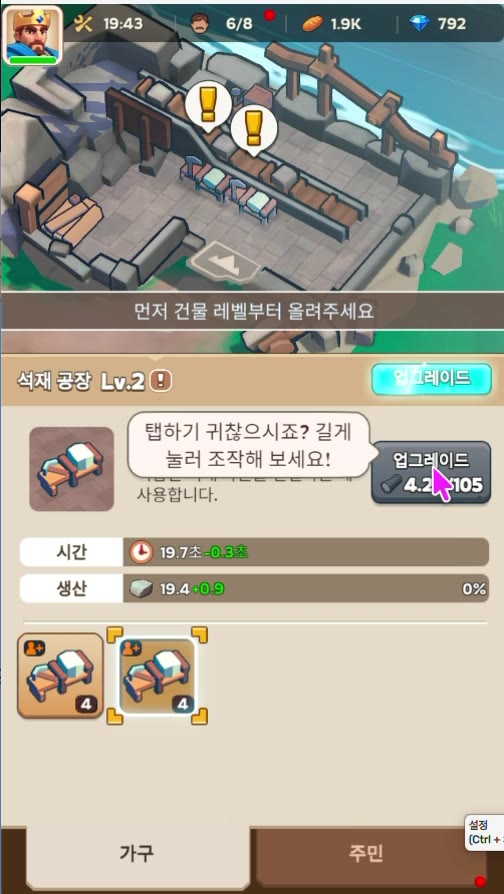 19:43
6/8
1.9K
792
먼저 건물 레벨부터 올려주세요
석재 공장 Lv.2
업그레이드
탭하기 귀찮으시죠? 길게
눌러 조작해 보세요!
사용합니다.
업그레이드
105
시간 19.7초-0.3초
생산 19.4+0.9 0%
4 4
설정
(Ctrl +
가구 주민